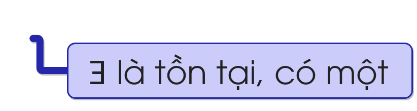 ∃ là tồn tại, có một